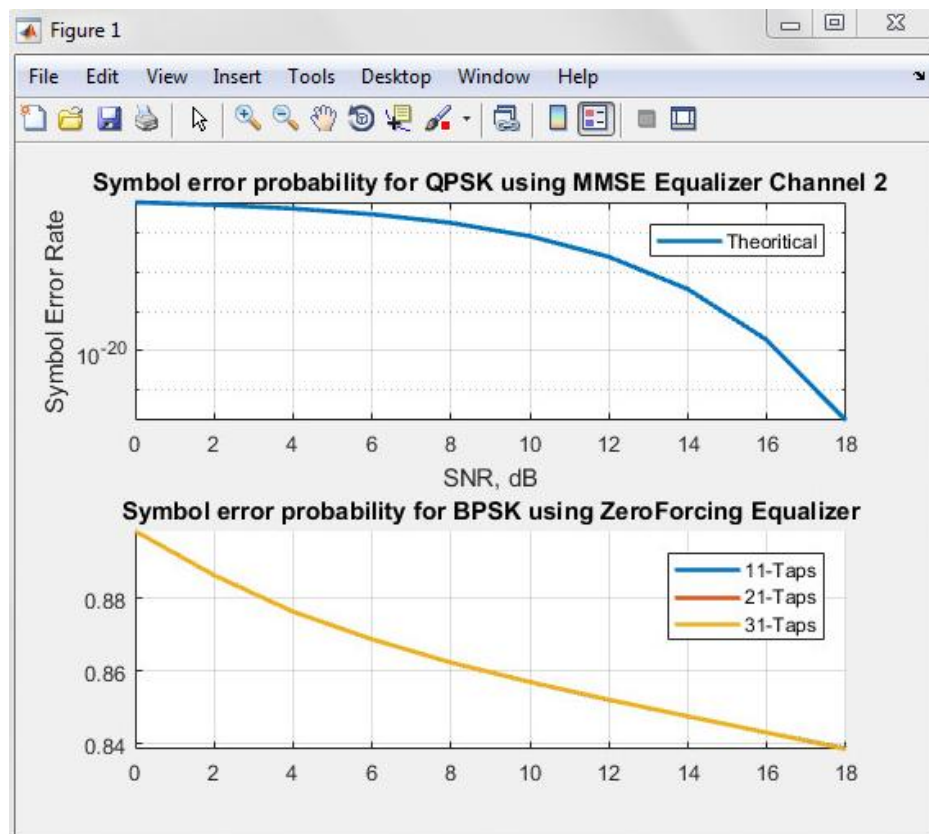 Figure 1
File Edit View Insert Tools Desktop Window Help
Symbol error probability for QPSK using MMSE Equalizer Channel 2
Symbol Error Rate
Theoritical
10-20
0 2 4 6 8 10 12 14 16 18
SNR, dB
Symbol error probability for BPSK using ZeroForcing Equalizer
11-Taps
21-Taps
31-Taps
0.88
0.86
0.84
0 2 4 6 8 10 12 14 16 18